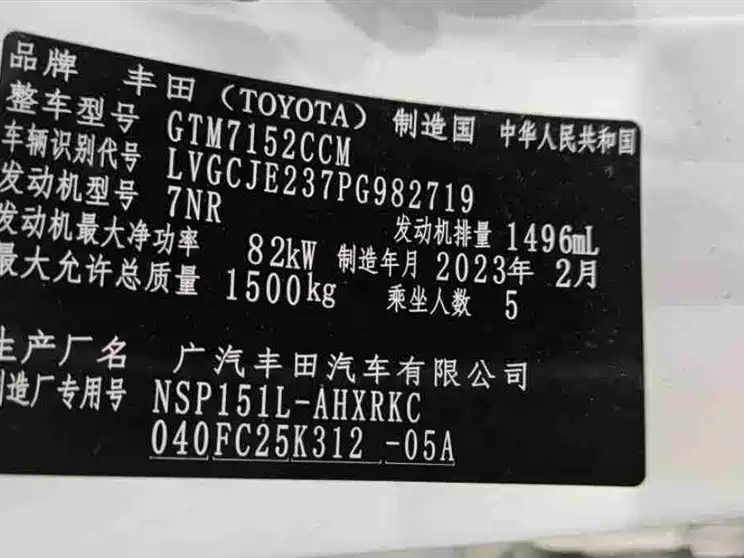 品牌 丰田（TOYOTA） 制造国 中华人民共和国
整车型号 GTM7152CCM
车辆识别代号 LVGCJE237PG982719
发动机型号 7NR 发动机排量 1496mL
发动机最大净功率 82kW 制造年月 2023年 2月
最大允许总质量 1500kg 乘坐人数 5
生产厂名 广汽丰田汽车有限公司
制造厂专用号 NSP151L-AHXRKC
040FC25K312 -05A